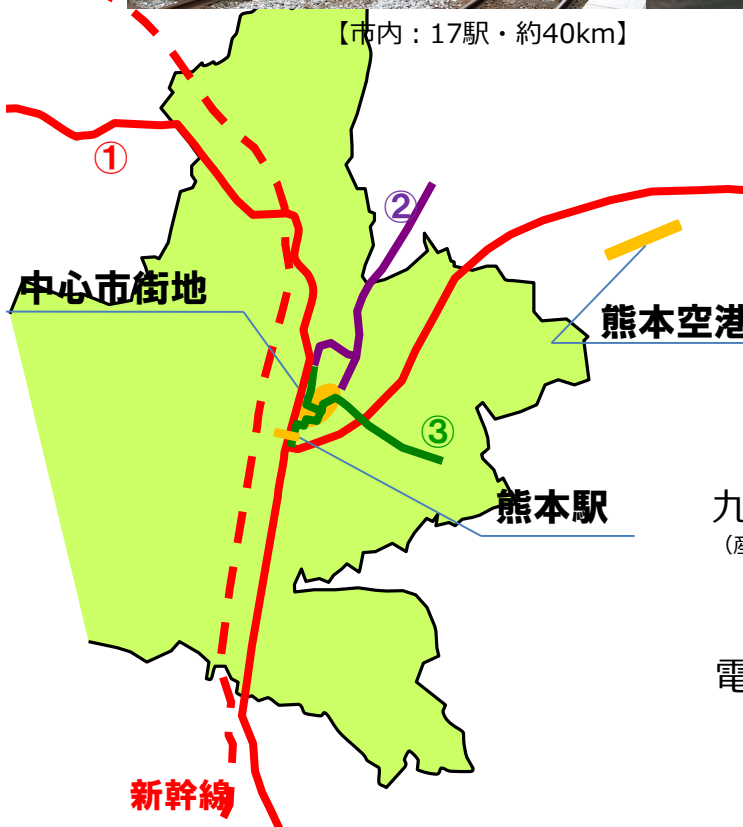 【市内：17駅・約40km】
①
②
中心市街地
熊本空港
③
熊本駅
九
（産
電
新幹線